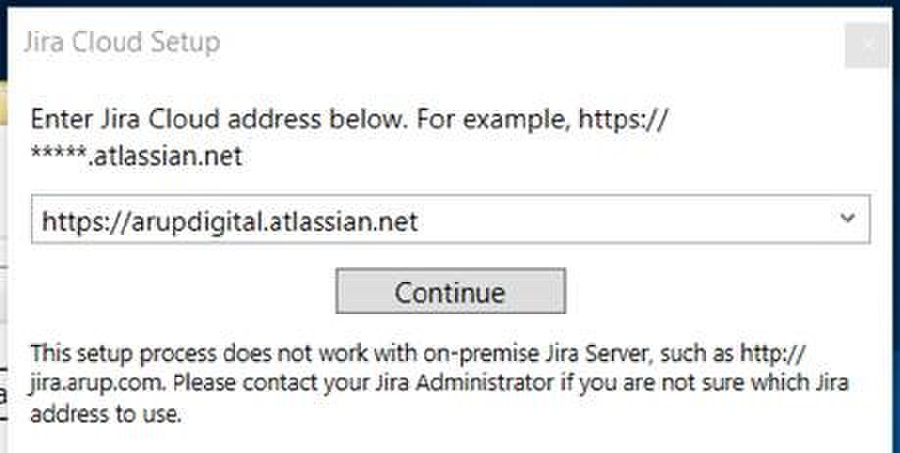 Jira Cloud Setup
Enter Jira Cloud address below. For example, https://
*****.atlassian.net
https://arupdigital.atlassian.net
Continue
This setup process does not work with on-premise Jira Server, such as http://
jira.arup.com. Please contact your Jira Administrator if you are not sure which Jira
address to use.